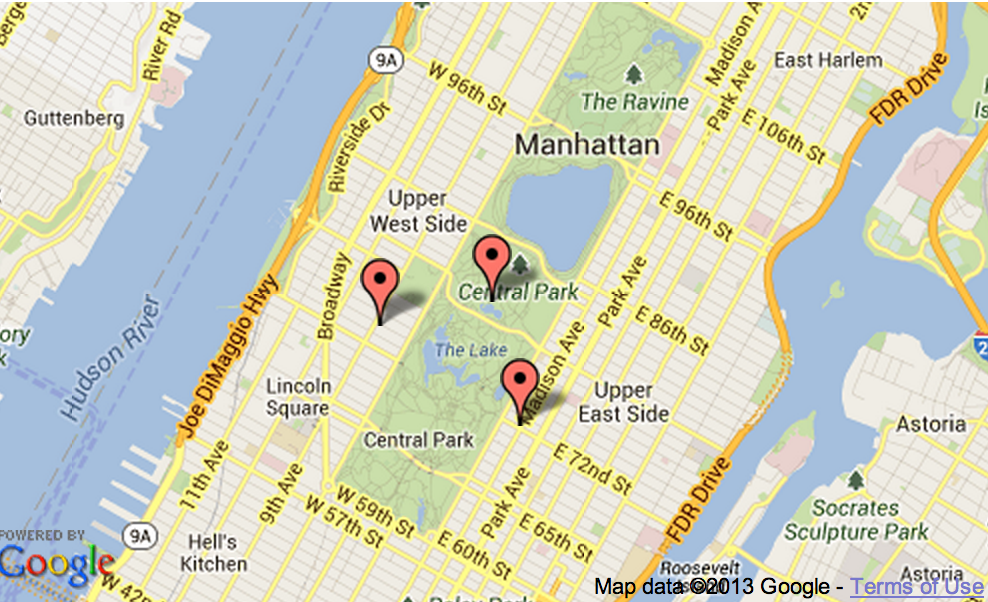 River Rd
9A
W 96th St
Madison A
Park Ave
2n
East Harlem
FDR Drive
Guttenberg
Riverside Dr
The Ravine
E 106th St
Manhattan
Upper
West Side
E 96th St
Broadway
Central Park
Park Ave
Joe DiMaggio Hwy
Hudson River
The Lake
Madison Ave
E 86th St
Lincoln
Square
Upper
East Side
Central Park
Astoria
11th Ave
9th Ave
E 72nd St
FDR Drive
Park Ave
W 59th St
W 57th St
E 65th St
E 60th St
Socrates
Sculpture Park
9A
Hell's
Kitchen
POWERED BY
Google
Roosevelt
Astoria
W 42n
Map data ©2013 Google - Terms of Use